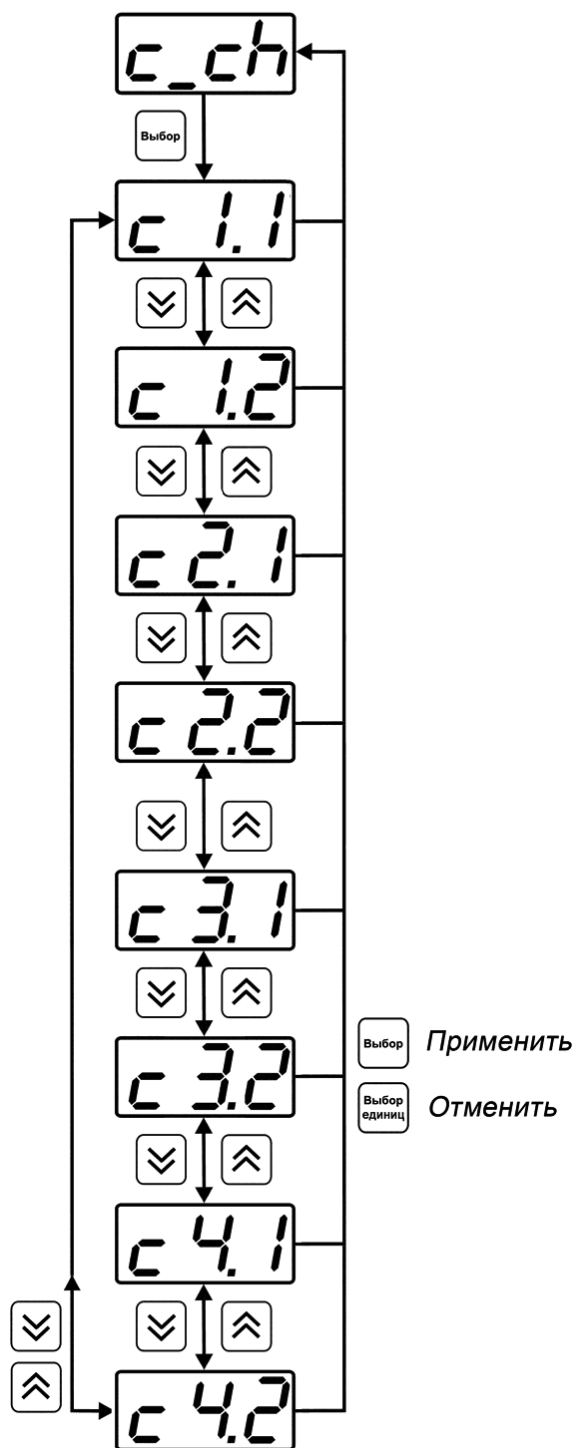 c_ch
Выбор
c 1.1
c 1.2
c 2.1
c 2.2
c 3.1
c 3.2
Выбор Применить
Выбор
единиц Отменить
c 4.1
c 4.2